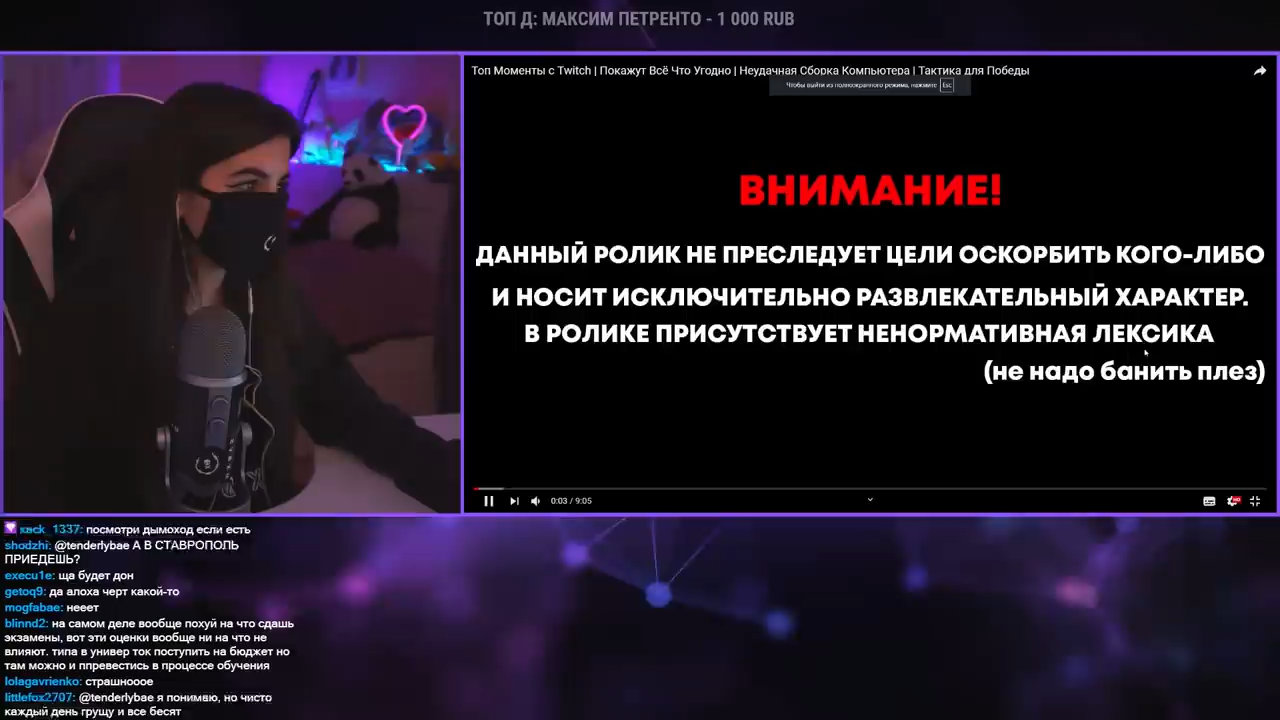 ТОП Д: МАКСИМ ПЕТРЕНТО - 1 000 RUB
Топ Моменты с Twitch | Покажут Всё Что Угодно | Неудачная Сборка Компьютера | Тактика для Победы
Чтобы выйти из полноэкранного режима, нажмите Esc
ВНИМАНИЕ!
ДАННЫЙ РОЛИК НЕ ПРЕСЛЕДУЕТ ЦЕЛИ ОСКОРБИТЬ КОГО-ЛИБО
И НОСИТ ИСКЛЮЧИТЕЛЬНО РАЗВЛЕКАТЕЛЬНЫЙ ХАРАКТЕР.
В РОЛИКЕ ПРИСУТСТВУЕТ НЕНОРМАТИВНАЯ ЛЕКСИКА
(не надо банить плез)
0:03 / 9:05
HD
посмотри дымоход если есть
shodzhi: @tenderlybae А В СТАВРОПОЛЬ
ПРИЕДЕШЬ?
execu1e: ща будет дон
getoq9: да алоха черт какой-то
mogfabae: нееет
blinnd2: на самом деле вообще похуй на что сдашь
экзамены, вот эти оценки вообще ни на что не
влияют. типа в универ ток поступить на бюджет но
там можно и ппревестись в процессе обучения
lolagavrienko: страшнооое
littlefox2707: @tenderlybae я понимаю, но чисто
каждый день грущу и все бесят